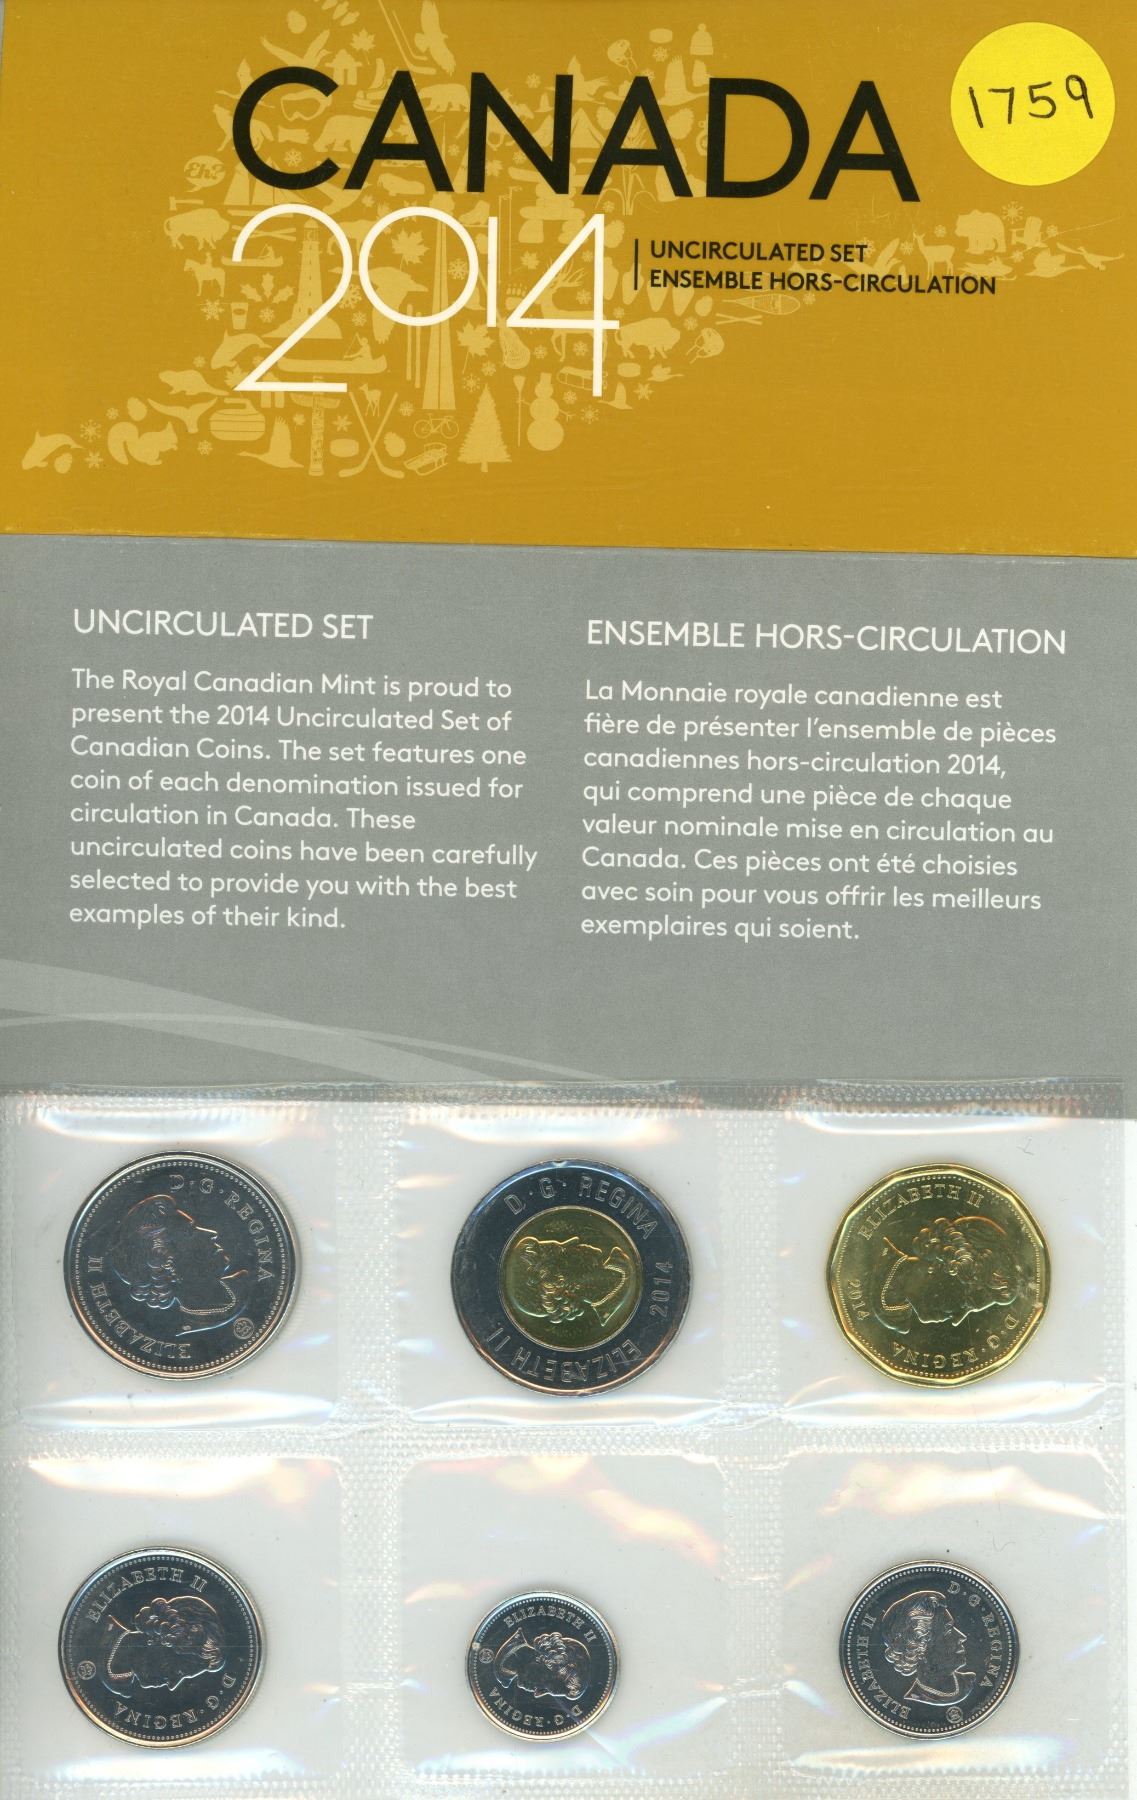 CANADA
1759
Eh?
2014
UNCIRCULATED SET
ENSEMBLE HORS-CIRCULATION
UNCIRCULATED SET
The Royal Canadian Mint is proud to
present the 2014 Uncirculated Set of
Canadian Coins. The set features one
coin of each denomination issued for
circulation in Canada. These
uncirculated coins have been carefully
selected to provide you with the best
examples of their kind.
ENSEMBLE HORS-CIRCULATION
La Monnaie royale canadienne est
fière de présenter l'ensemble de pièces
canadiennes hors-circulation 2014,
qui comprend une pièce de chaque
valeur nominale mise en circulation au
Canada. Ces pièces ont été choisies
avec soin pour vous offrir les meilleurs
exemplaires qui soient.
ELIZABETH II D·G·REGINA
ELIZABETH II D·G·REGINA 2014
2014 ELIZABETH II D·G·REGINA
ELIZABETH II D·G·REGINA
ELIZABETH II D·G·REGINA
ELIZABETH II D·G·REGINA